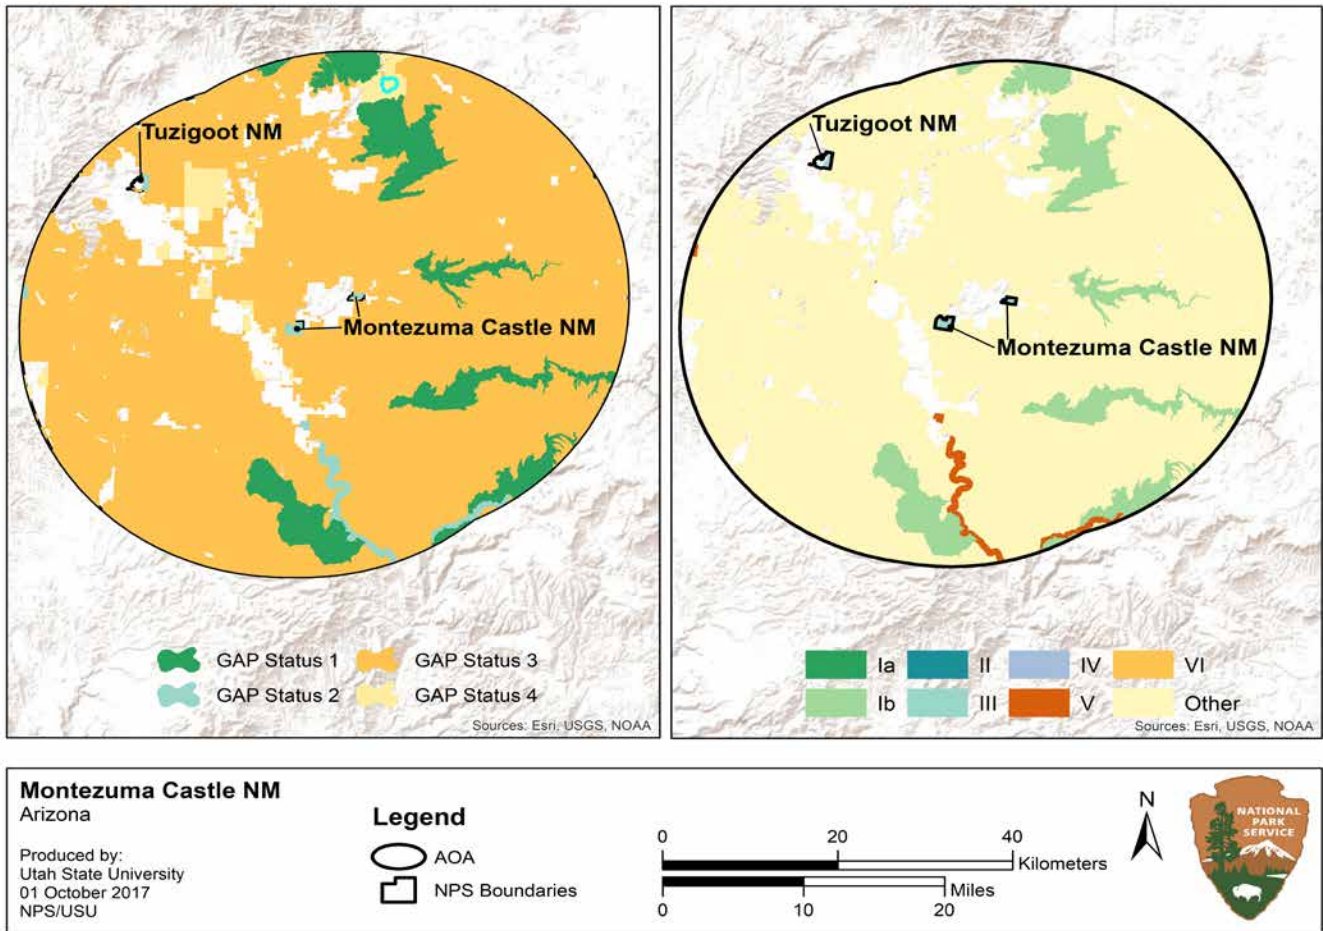 Tuzigoot NM
Montezuma Castle NM
GAP Status 1
GAP Status 3
GAP Status 2
GAP Status 4
Sources: Esri, USGS, NOAA
Tuzigoot NM
Montezuma Castle NM
Ia
II
IV
VI
Ib
III
V
Other
Sources: Esri, USGS, NOAA
Montezuma Castle NM
Arizona
Produced by:
Utah State University
01 October 2017
NPS/USU
Legend
AOA
NPS Boundaries
0 20 40
Kilometers
Miles
0 10 20
N
NATIONAL
PARK
SERVICE